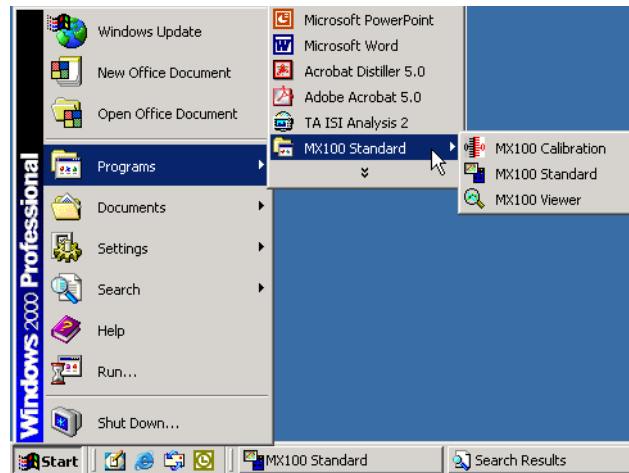 Windows Update
New Office Document
Open Office Document
Programs
Documents
Settings
Search
Help
Run...
Shut Down...
Windows 2000 Professional
Microsoft PowerPoint
Microsoft Word
Acrobat Distiller 5.0
Adobe Acrobat 5.0
TA ISI Analysis 2
MX100 Standard
MX100 Calibration
MX100 Standard
MX100 Viewer
Start
MX100 Standard
Search Results